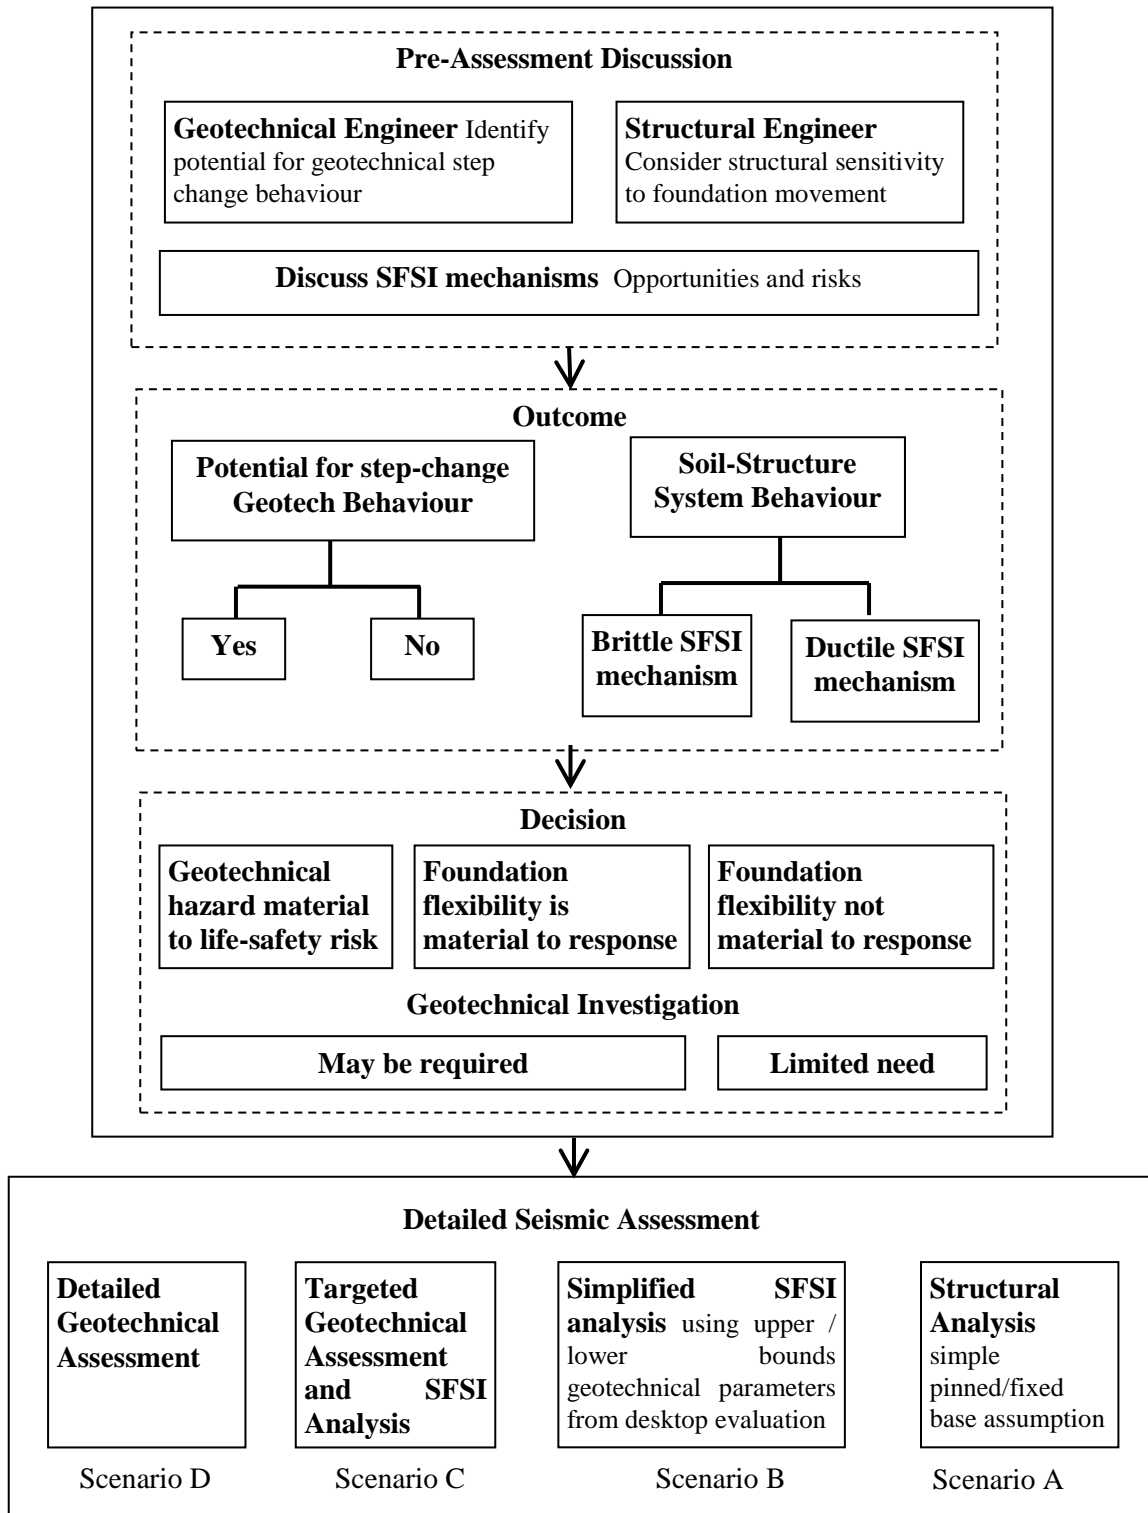 Pre-Assessment Discussion
Geotechnical Engineer Identify
potential for geotechnical step
change behaviour
Structural Engineer
Consider structural sensitivity
to foundation movement
Discuss SFSI mechanisms Opportunities and risks
Outcome
Potential for step-change
Geotech Behaviour
Soil-Structure
System Behaviour
Yes
No
Brittle SFSI
mechanism
Ductile SFSI
mechanism
Decision
Geotechnical
hazard material
to life-safety risk
Foundation
flexibility is
material to response
Foundation
flexibility not
material to response
Geotechnical Investigation
May be required
Limited need
Detailed Seismic Assessment
Detailed
Geotechnical
Assessment
Targeted
Geotechnical
Assessment
and SFSI
Analysis
Simplified SFSI
analysis using upper /
lower bounds
geotechnical parameters
from desktop evaluation
Structural
Analysis
simple
pinned/fixed
base assumption
Scenario D
Scenario C
Scenario B
Scenario A